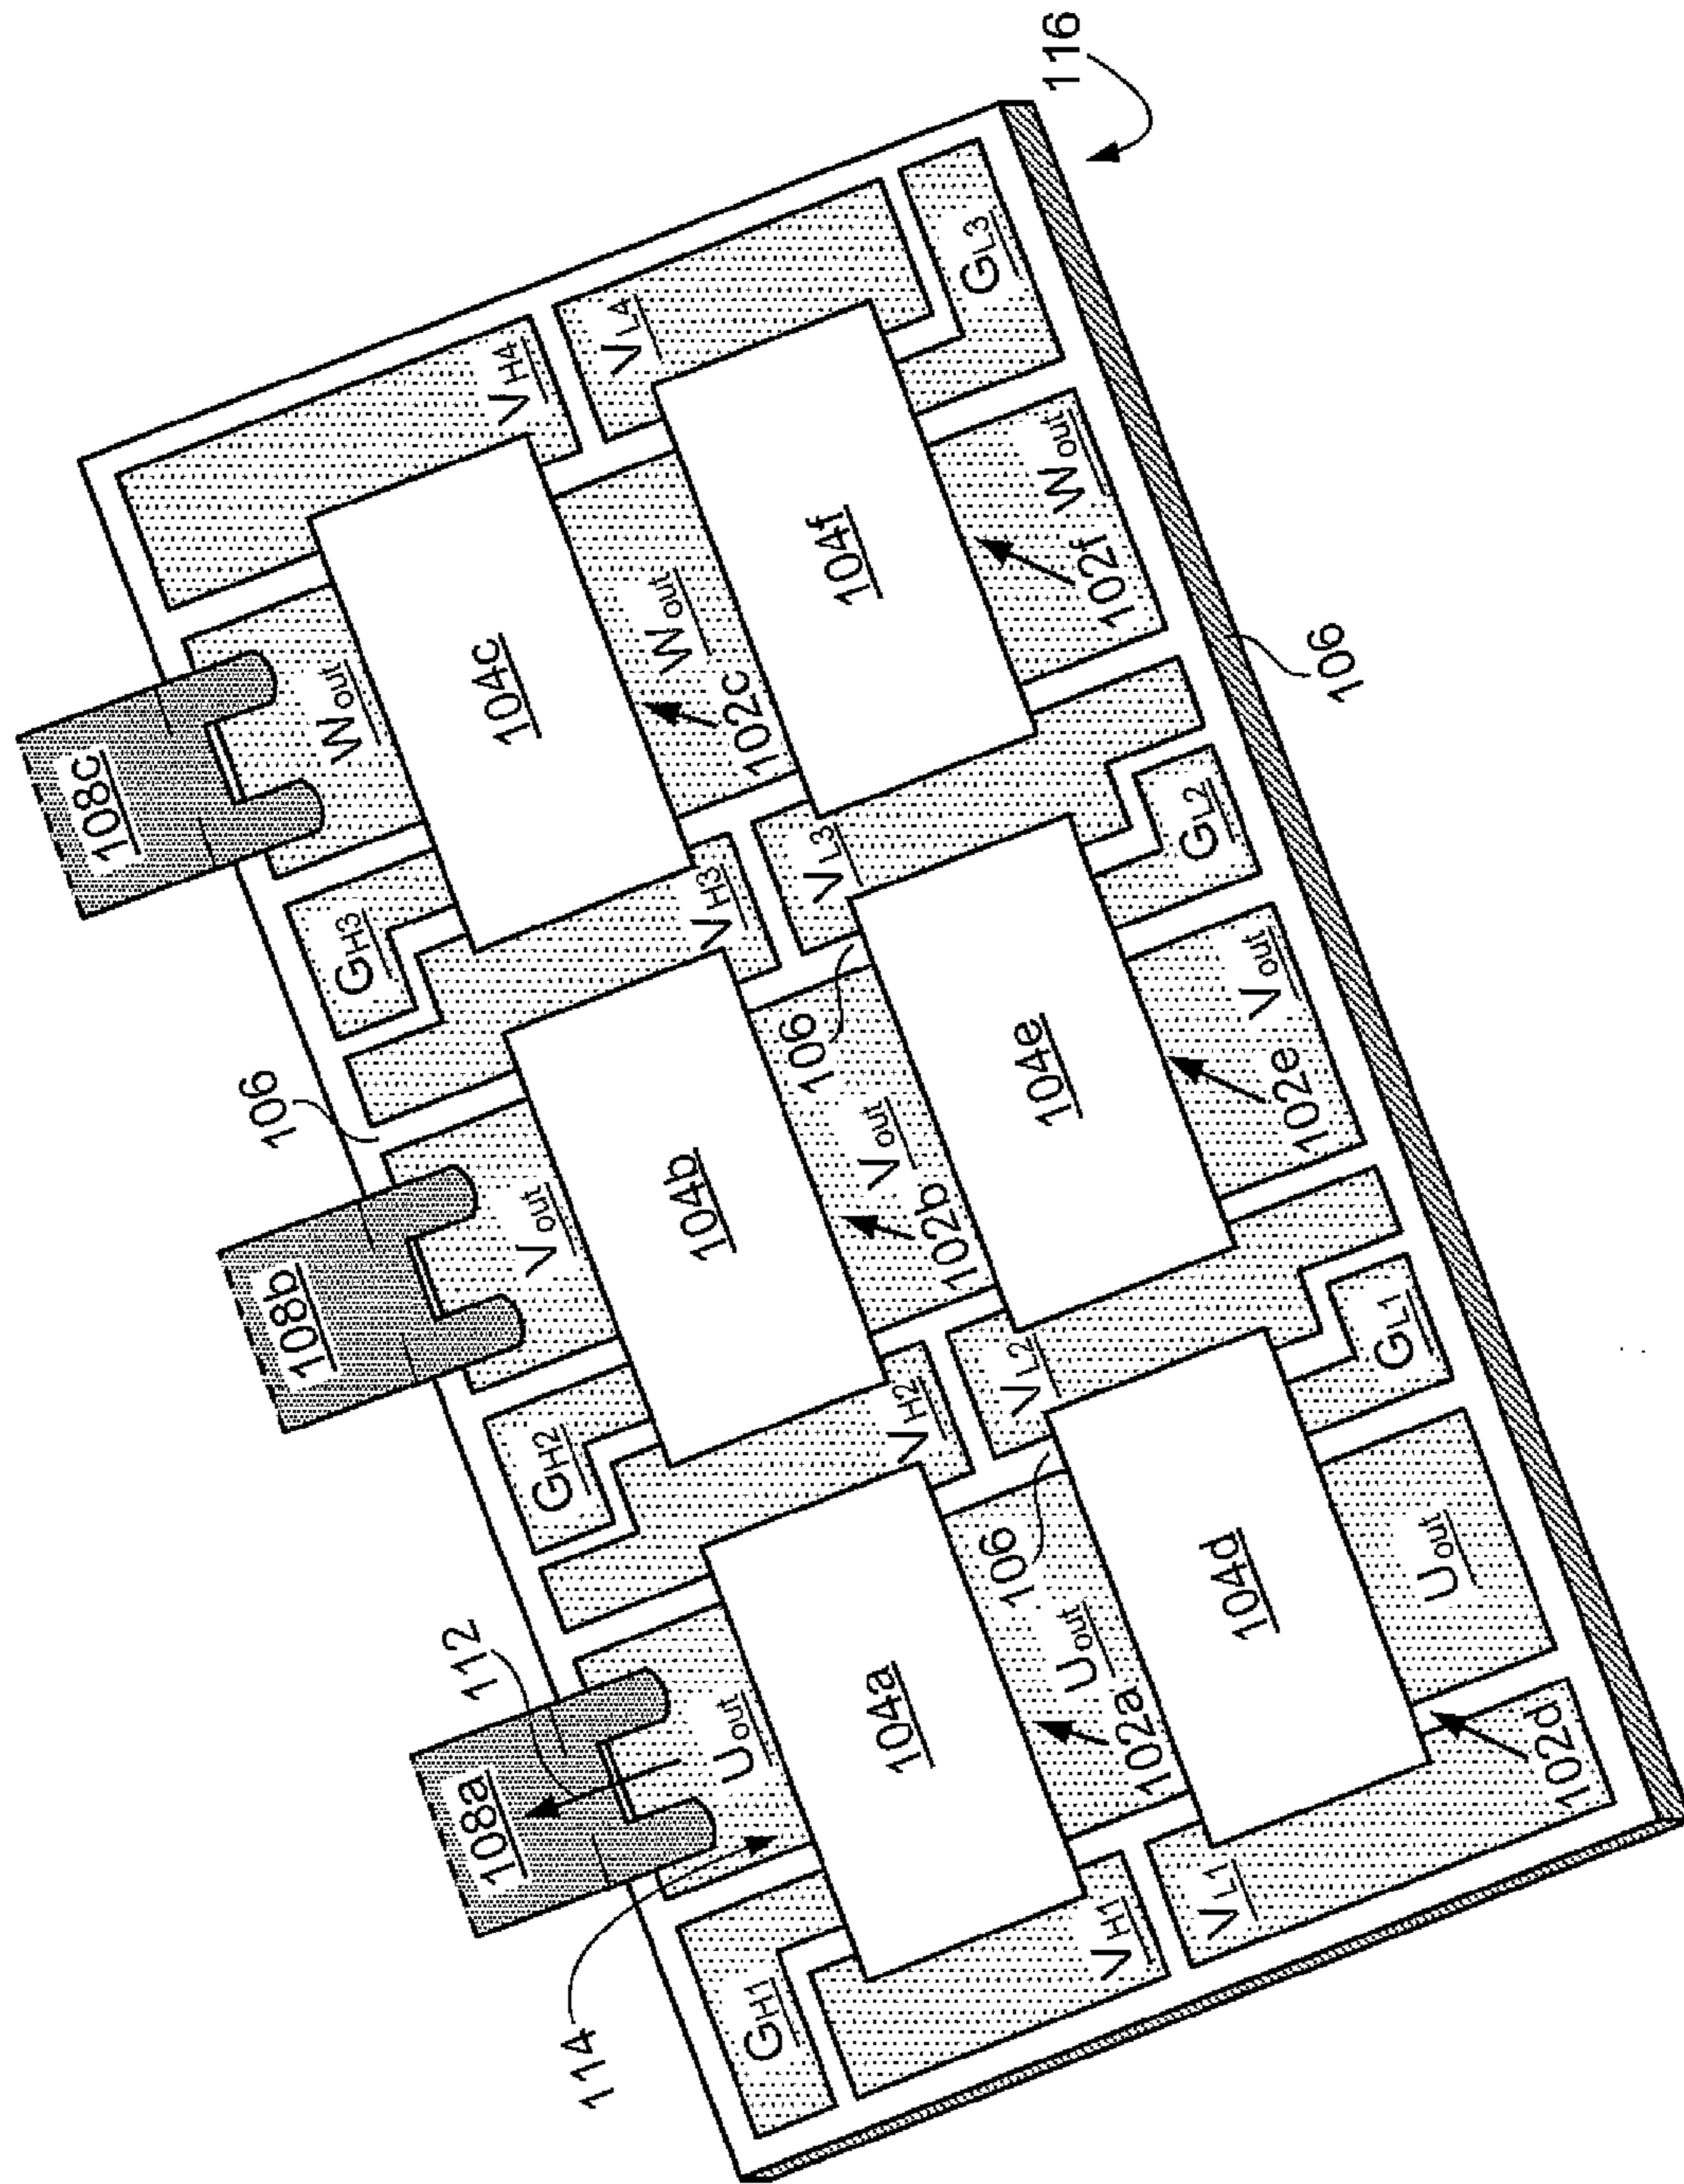 108a
108b
108c
114
112
106
GH1
Uout
GH2
Vout
GH3
Wout
104a
104b
104c
VH1
102a
Uout
VH2
102b
Vout
VH3
102c
Wout
VH4
VL1
106
VL2
106
VL3
VL4
104d
104e
104f
102d
Uout
GL1
102e
Vout
GL2
102f
Wout
GL3
106
116